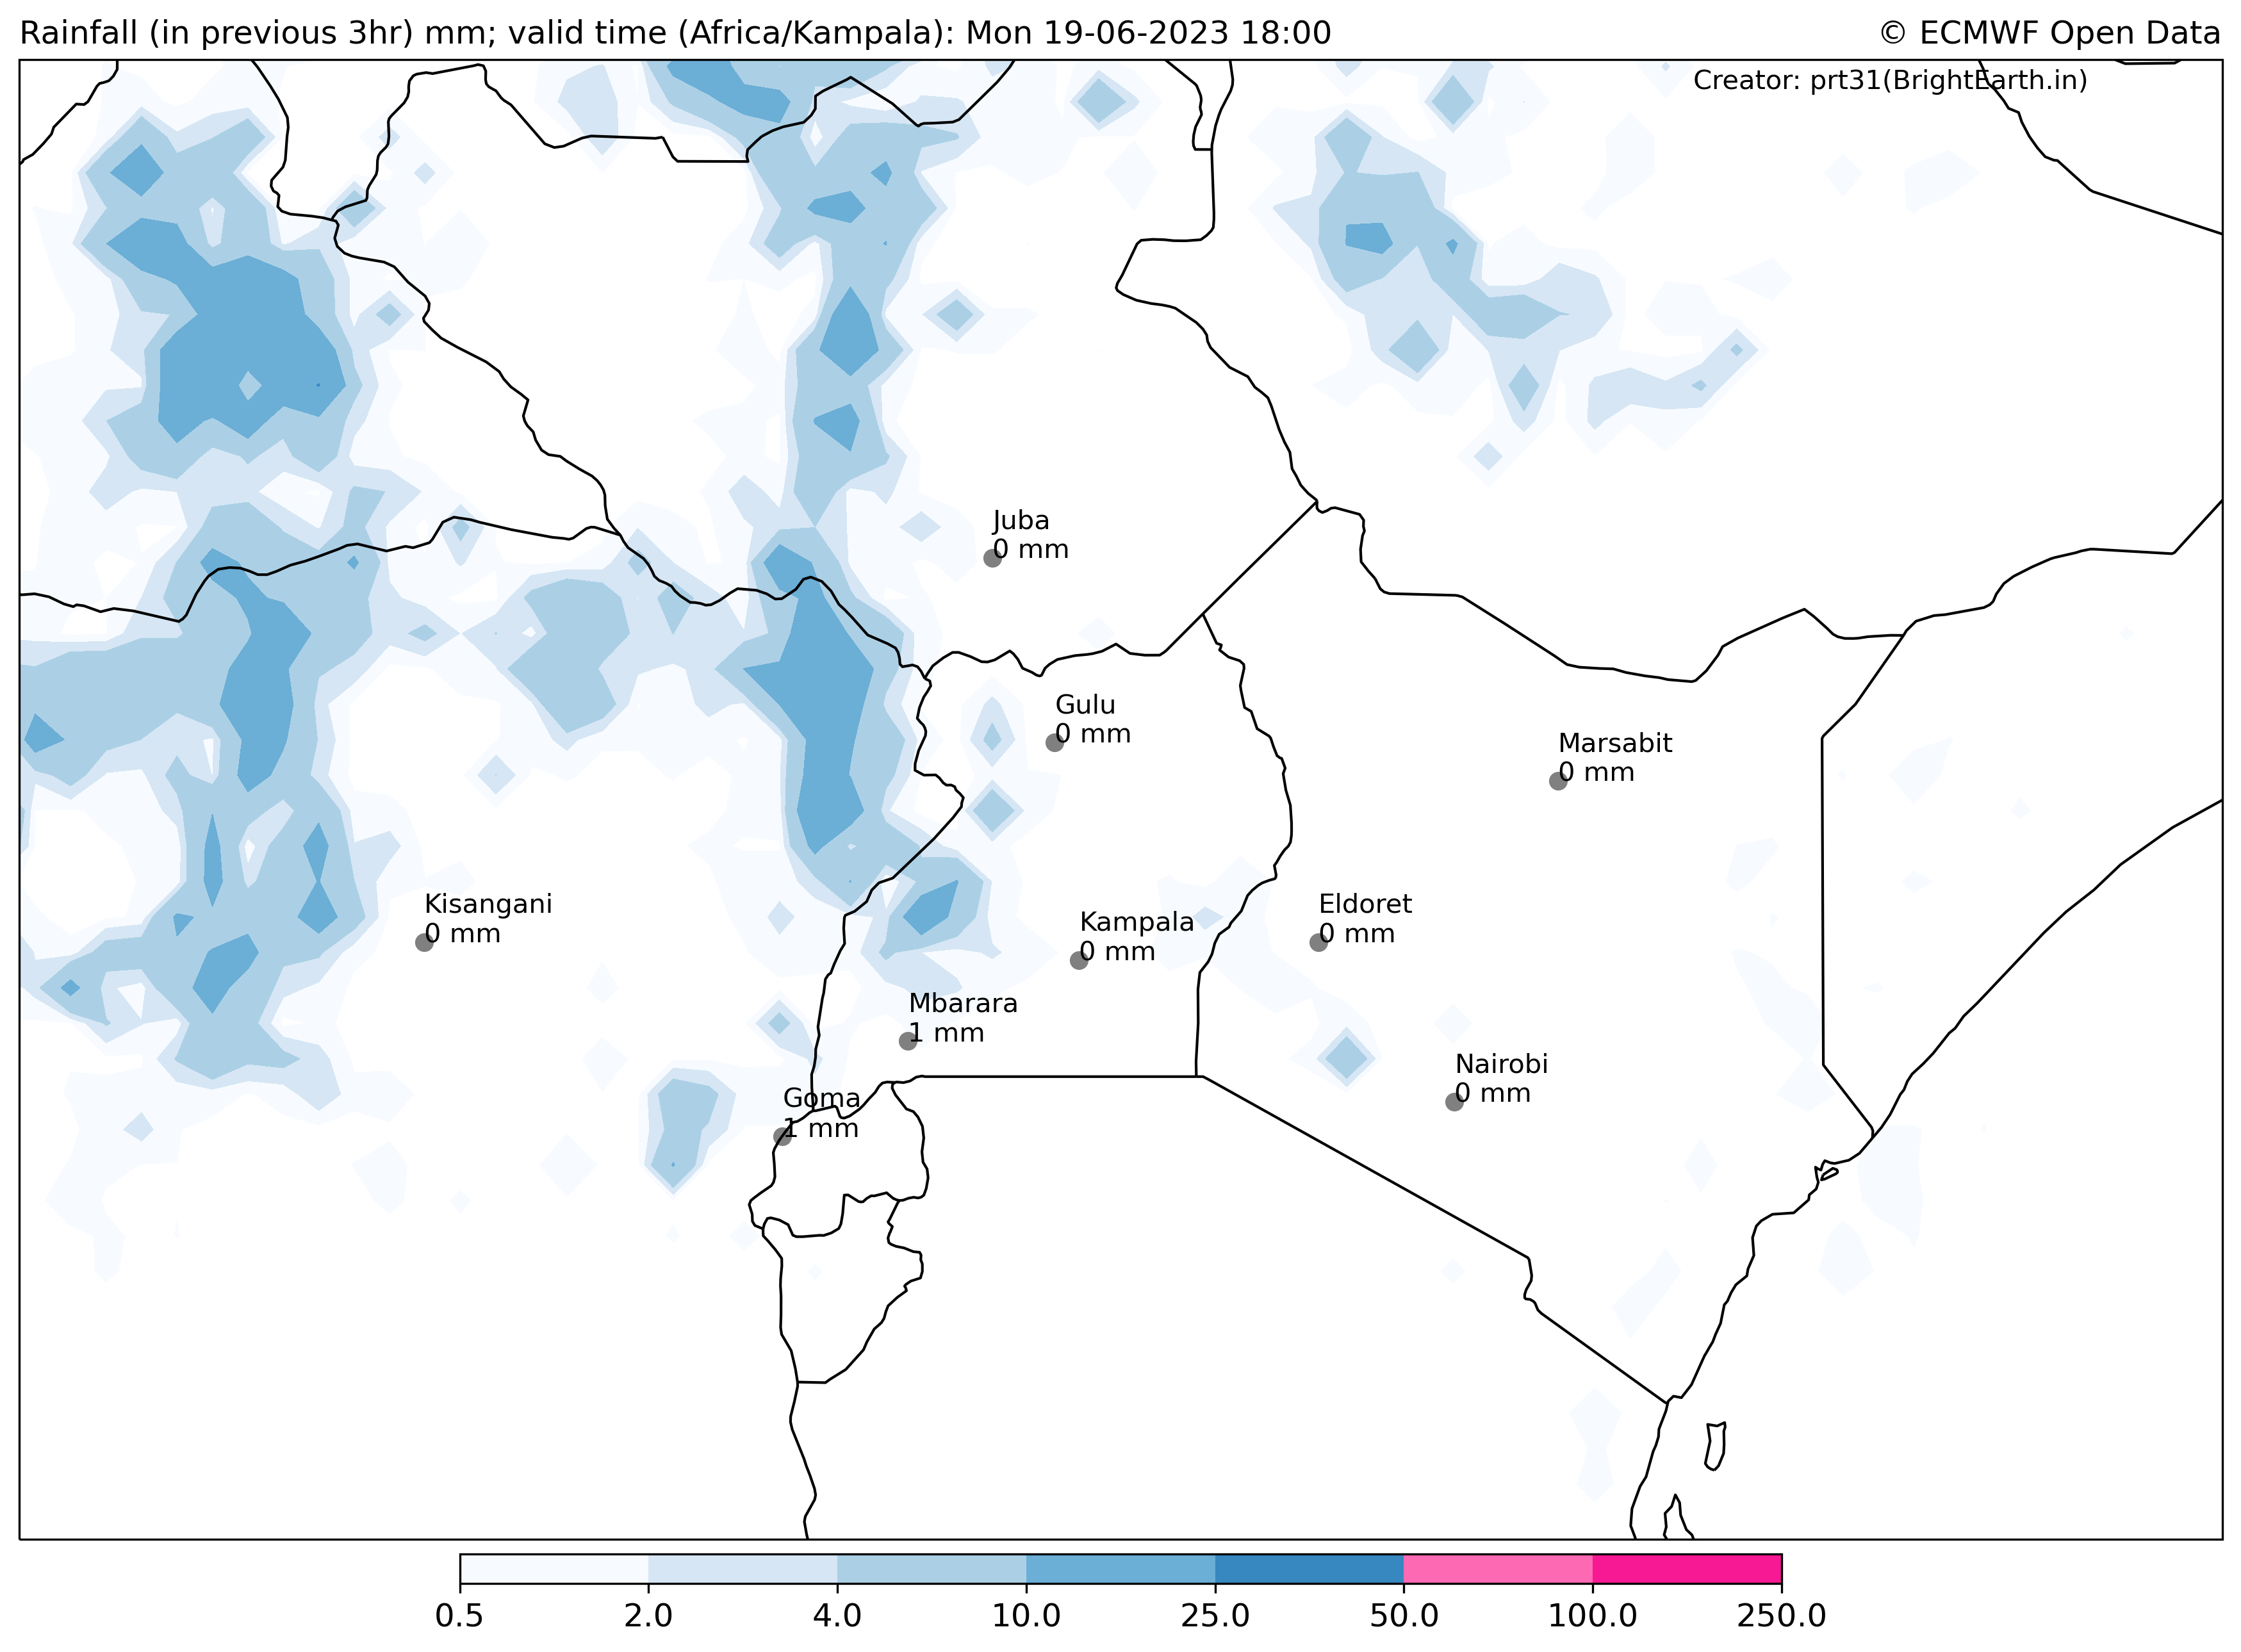 Rainfall (in previous 3hr) mm; valid time (Africa/Kampala): Mon 19-06-2023 18:00
© ECMWF Open Data
Creator: prt31(BrightEarth.in)
Juba
0 mm
Gulu
0 mm
Marsabit
0 mm
Kisangani
0 mm
Kampala
0 mm
Eldoret
0 mm
Mbarara
1 mm
Nairobi
0 mm
Goma
1 mm
0.5 2.0 4.0 10.0 25.0 50.0 100.0 250.0